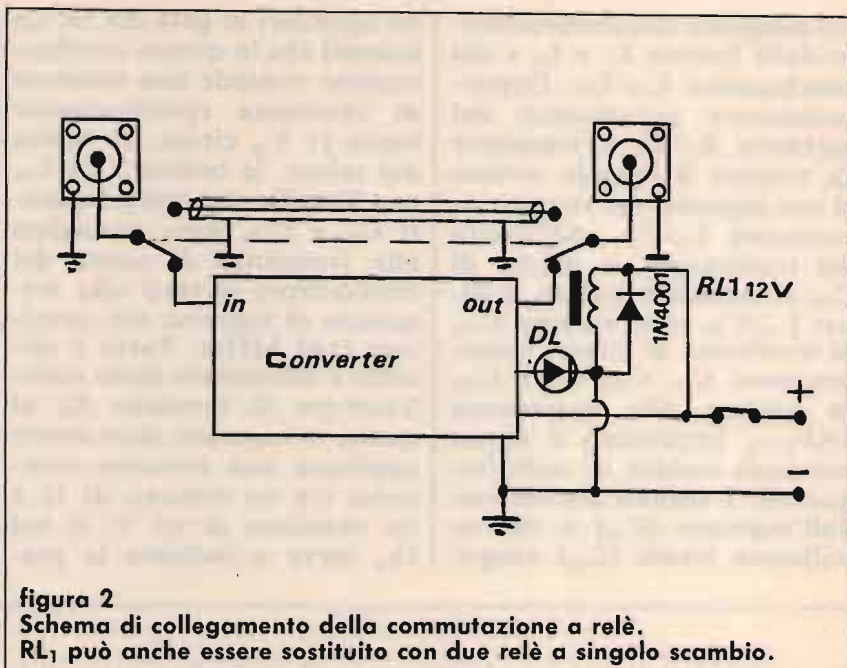 in
out
RL1 12V
1N4001
DL
Converter
+
−
figura 2
Schema di collegamento della commutazione a relè.
RL₁ può anche essere sostituito con due relè a singolo scambio.